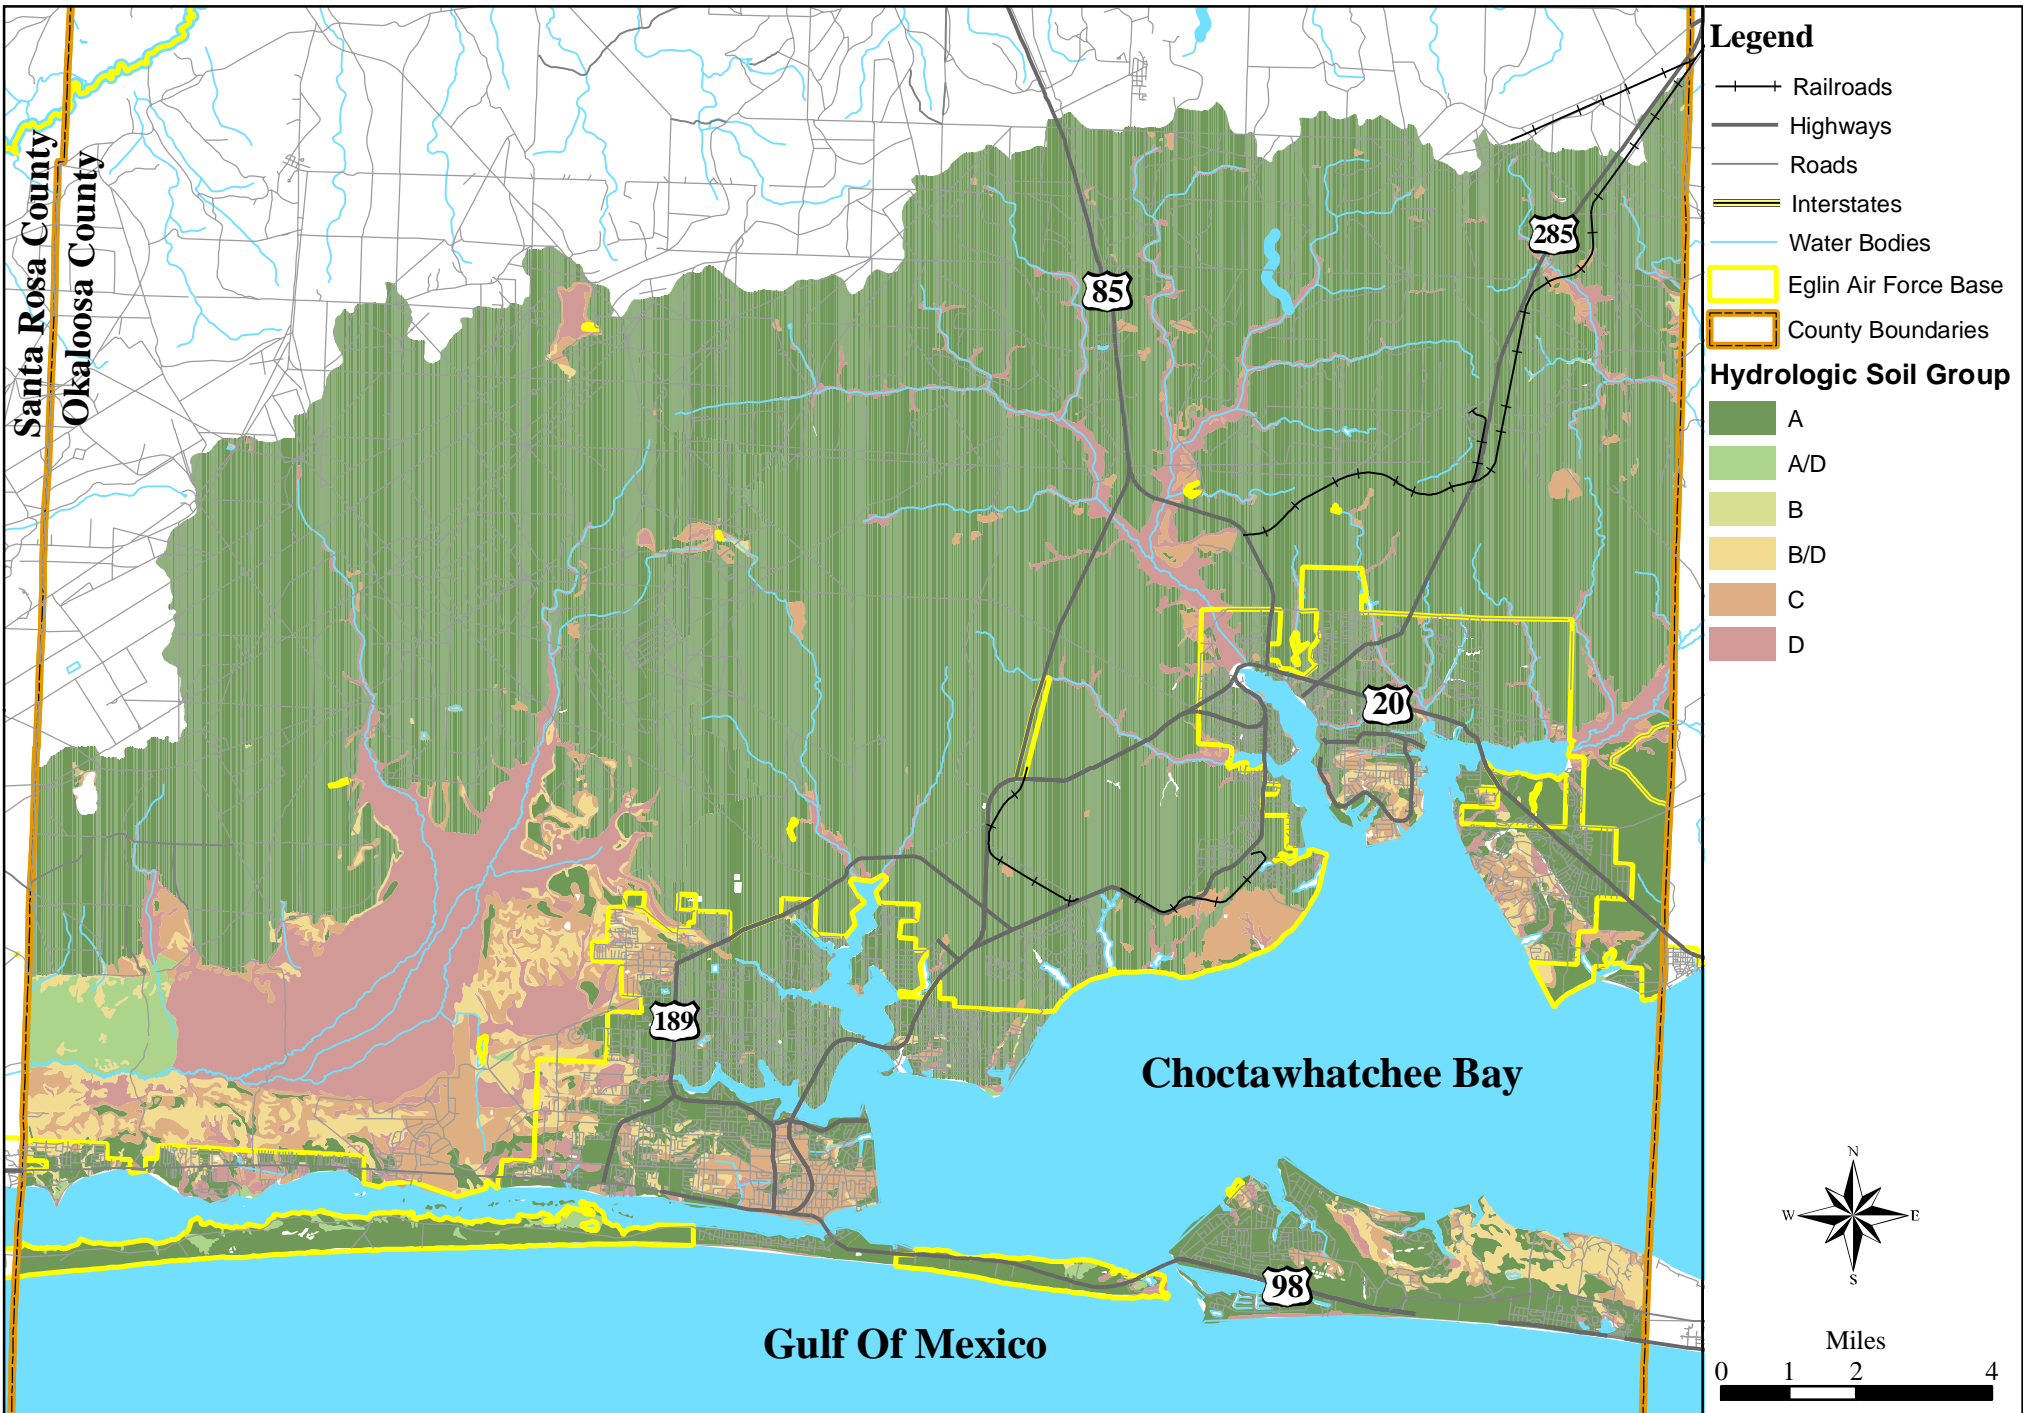 Santa Rosa County
Okaloosa County
85
285
20
189
98
Choctawhatchee Bay
Gulf Of Mexico
Legend
Railroads
Highways
Roads
Interstates
Water Bodies
Eglin Air Force Base
County Boundaries
Hydrologic Soil Group
A
A/D
B
B/D
C
D
N
W
E
S
Miles
0 1 2 4